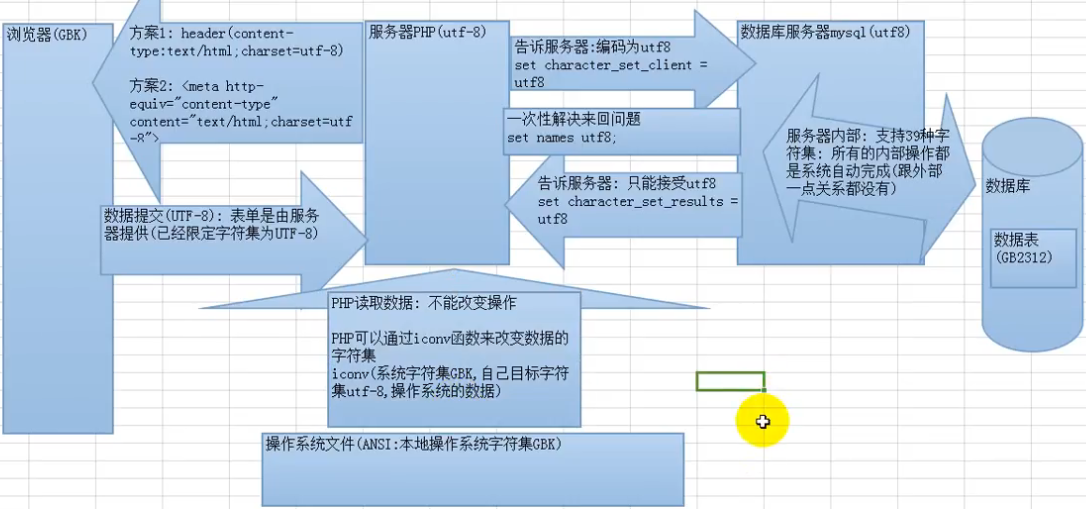 浏览器(GBK)
方案1: header(content-
type:text/html;charset=utf-8)
方案2: <meta http-
equiv="content-type"
content="text/html;charset=utf
-8">
数据提交(UTF-8): 表单是由服务
器提供(已经限定字符集为UTF-8)
服务器PHP(utf-8)
告诉服务器:编码为utf8
set character_set_client =
utf8
一次性解决来回问题
set names utf8;
告诉服务器: 只能接受utf8
set character_set_results =
utf8
数据库服务器mysql(utf8)
服务器内部: 支持39种字
符集: 所有的内部操作都
是系统自动完成(跟外部
一点关系都没有)
数据库
数据表
(GB2312)
PHP读取数据: 不能改变操作
PHP可以通过iconv函数来改变数据的
字符集
iconv(系统字符集GBK,自己目标字符
集utf-8,操作系统的数据)
操作系统文件(ANSI:本地操作系统字符集GBK)